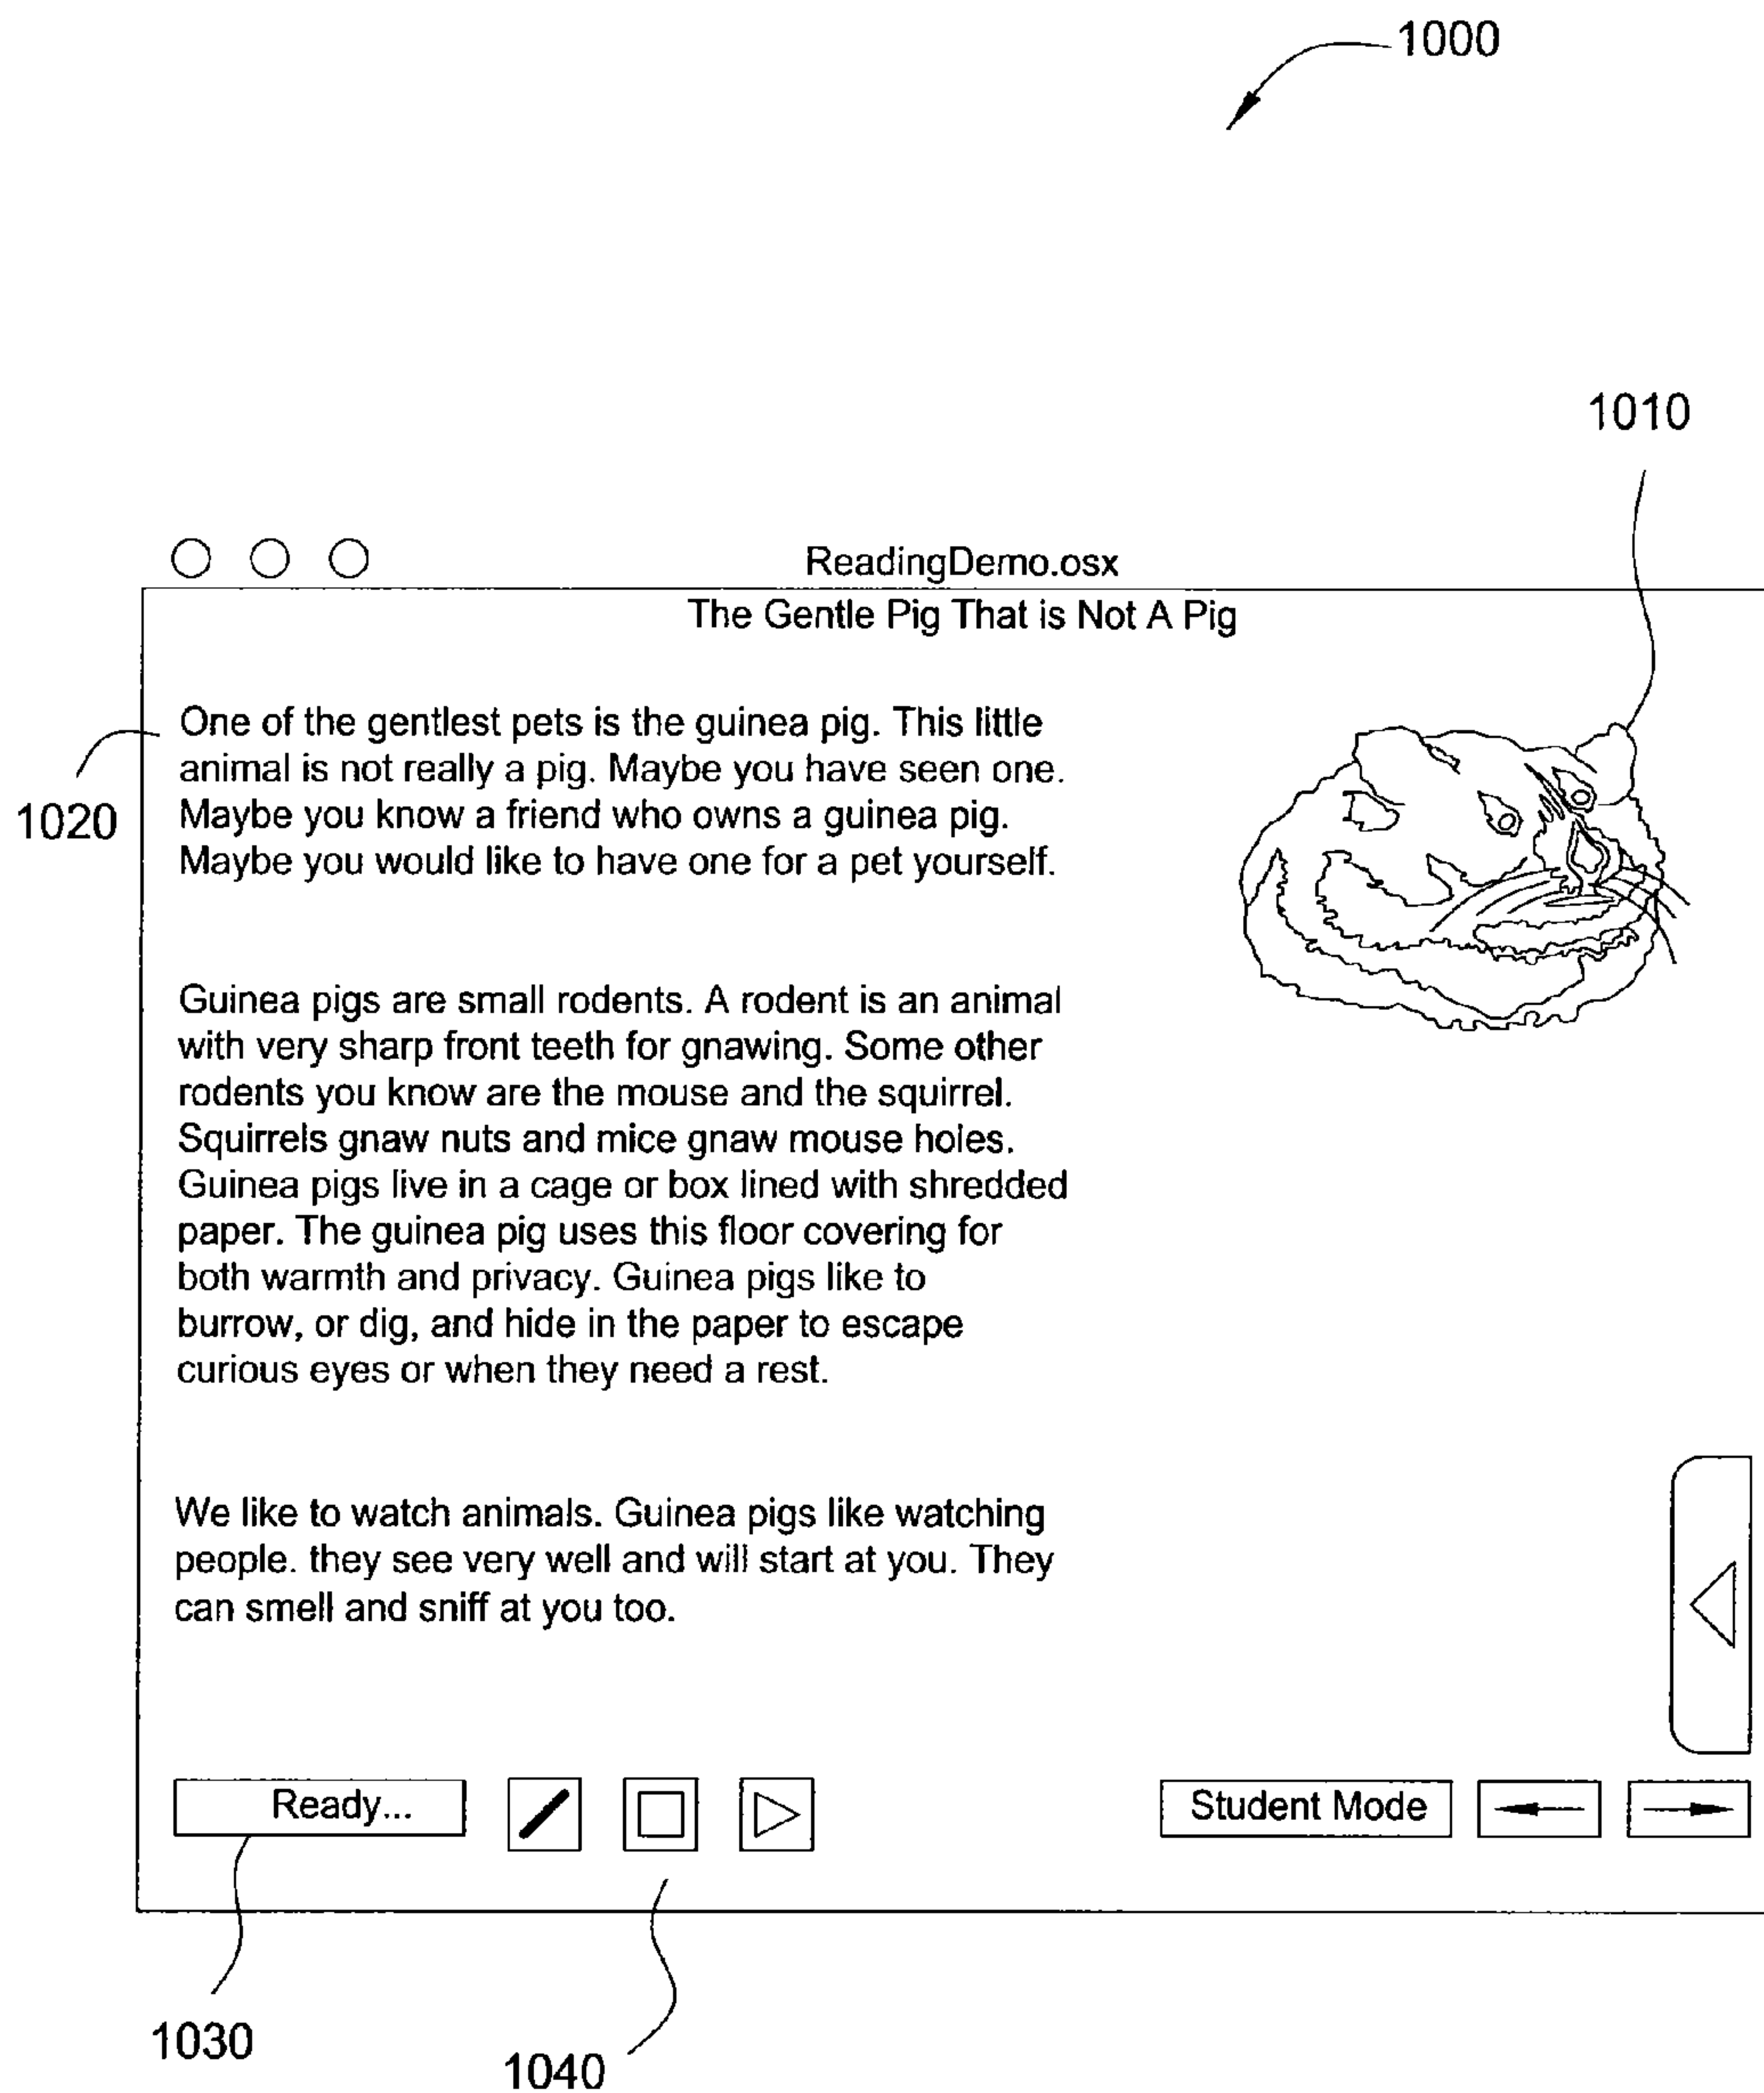 1000
1010
ReadingDemo.osx
The Gentle Pig That is Not A Pig
One of the gentlest pets is the guinea pig. This little
animal is not really a pig. Maybe you have seen one.
1020
Maybe you know a friend who owns a guinea pig.
Maybe you would like to have one for a pet yourself.
Guinea pigs are small rodents. A rodent is an animal
with very sharp front teeth for gnawing. Some other
rodents you know are the mouse and the squirrel.
Squirrels gnaw nuts and mice gnaw mouse holes.
Guinea pigs live in a cage or box lined with shredded
paper. The guinea pig uses this floor covering for
both warmth and privacy. Guinea pigs like to
burrow, or dig, and hide in the paper to escape
curious eyes or when they need a rest.
We like to watch animals. Guinea pigs like watching
people. they see very well and will start at you. They
can smell and sniff at you too.
Ready...
Student Mode
1030
1040